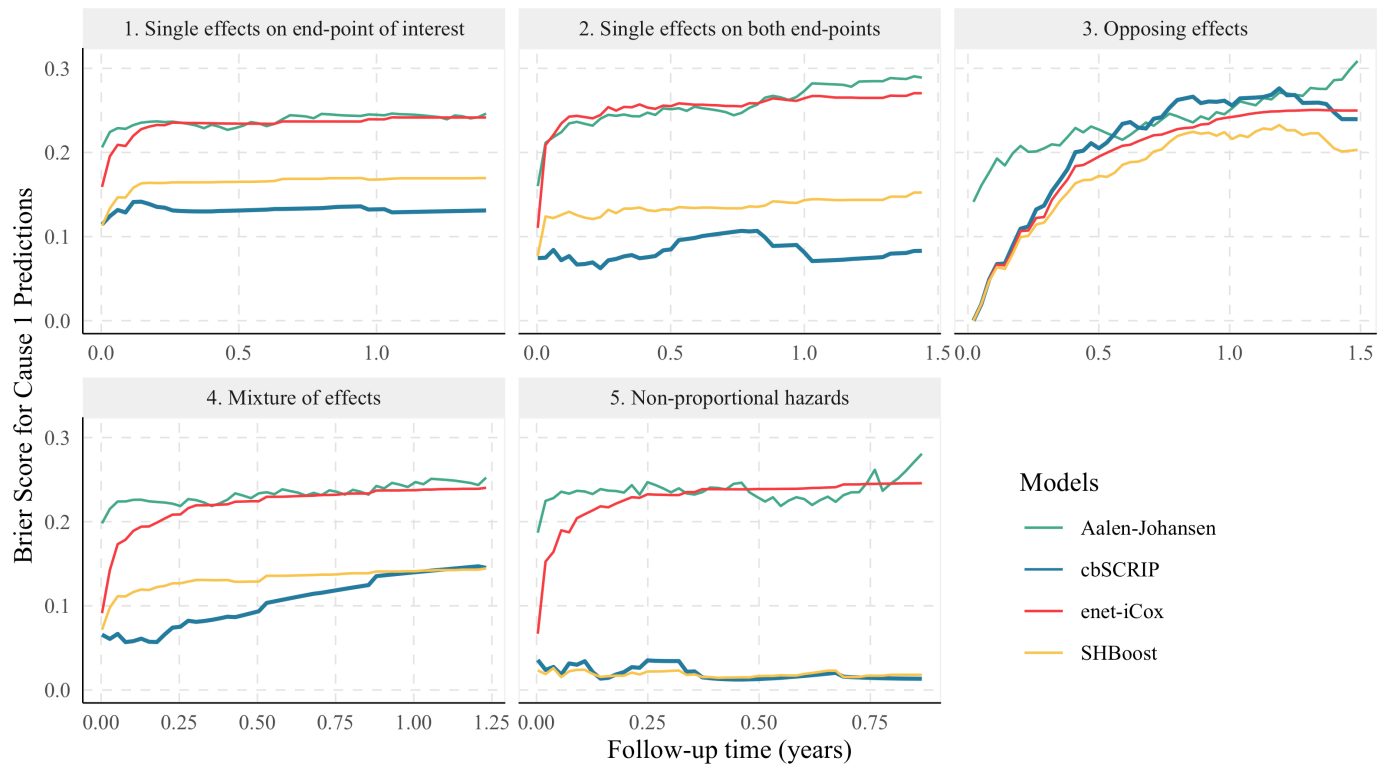 1. Single effects on end-point of interest
2. Single effects on both end-points
3. Opposing effects
0.3
0.2
0.1
0.0
0.0 0.5 1.0
0.0 0.5 1.0 1.5
0.0 0.5 1.0 1.5
Brier Score for Cause 1 Predictions
4. Mixture of effects
5. Non-proportional hazards
0.3
0.2
0.1
0.0
0.00 0.25 0.50 0.75 1.00 1.25
0.00 0.25 0.50 0.75
Follow-up time (years)
Models
Aalen-Johansen
cbSCRIP
enet-iCox
SHBoost